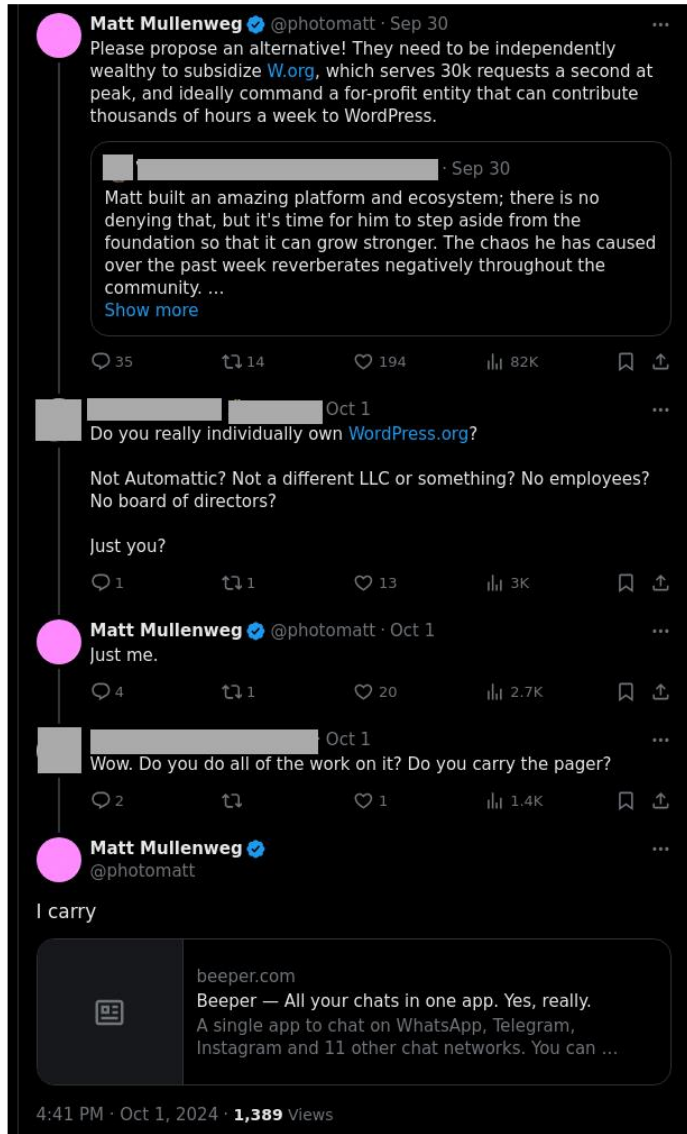 Matt Mullenweg @photomatt · Sep 30
Please propose an alternative! They need to be independently
wealthy to subsidize W.org, which serves 30k requests a second at
peak, and ideally command a for-profit entity that can contribute
thousands of hours a week to WordPress.
· Sep 30
Matt built an amazing platform and ecosystem; there is no
denying that, but it's time for him to step aside from the
foundation so that it can grow stronger. The chaos he has caused
over the past week reverberates negatively throughout the
community. ...
Show more
35 14 194 82K
Oct 1
Do you really individually own WordPress.org?
Not Automattic? Not a different LLC or something? No employees?
No board of directors?
Just you?
1 1 13 3K
Matt Mullenweg @photomatt · Oct 1
Just me.
4 1 20 2.7K
Oct 1
Wow. Do you do all of the work on it? Do you carry the pager?
2 1 1.4K
Matt Mullenweg
@photomatt
I carry
beeper.com
Beeper — All your chats in one app. Yes, really.
A single app to chat on WhatsApp, Telegram,
Instagram and 11 other chat networks. You can ...
4:41 PM · Oct 1, 2024 · 1,389 Views